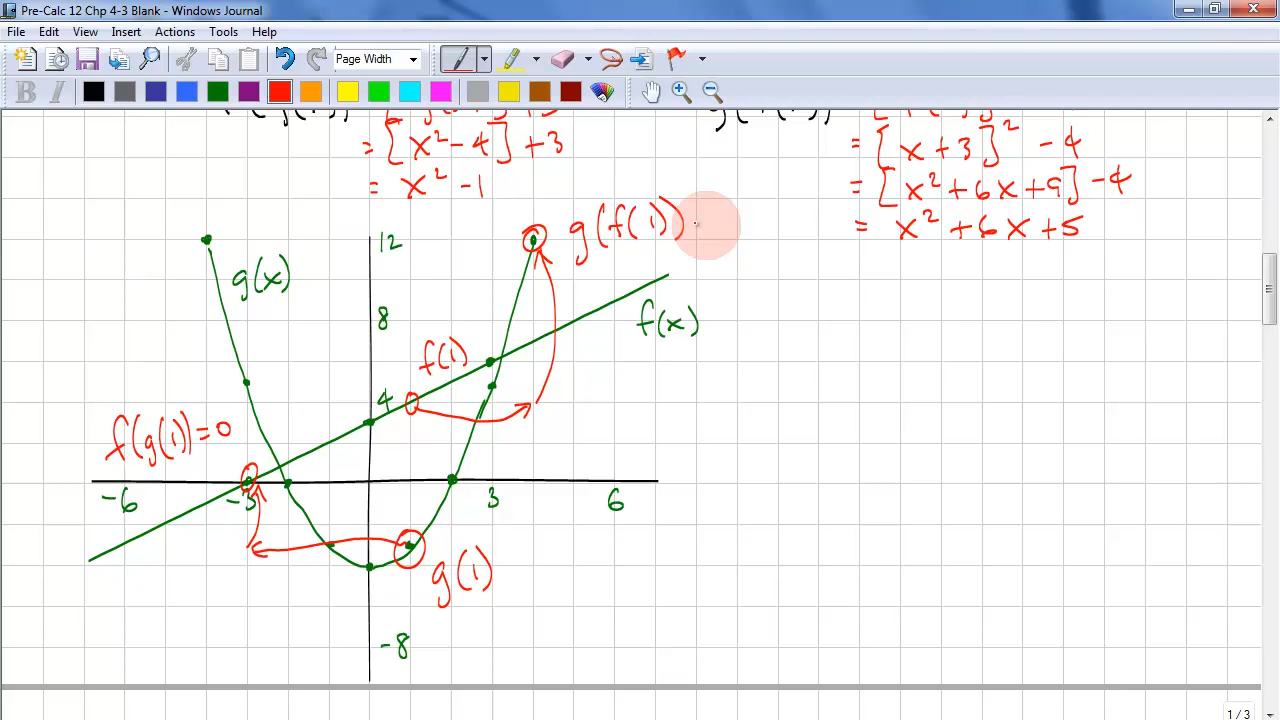 Pre-Calc 12 Chp 4-3 Blank - Windows Journal
File Edit View Insert Actions Tools Help
Page Width
B I
= [x² - 4] + 3
= x² - 1
= [x + 3]² - 4
= [x² + 6x + 9] - 4
= x² + 6x + 5
g(f(1))
12
g(x)
8
f(x)
f(1)
4
f(g(1)) = 0
-6 -3 3 6
g(1)
-8
1 / 3